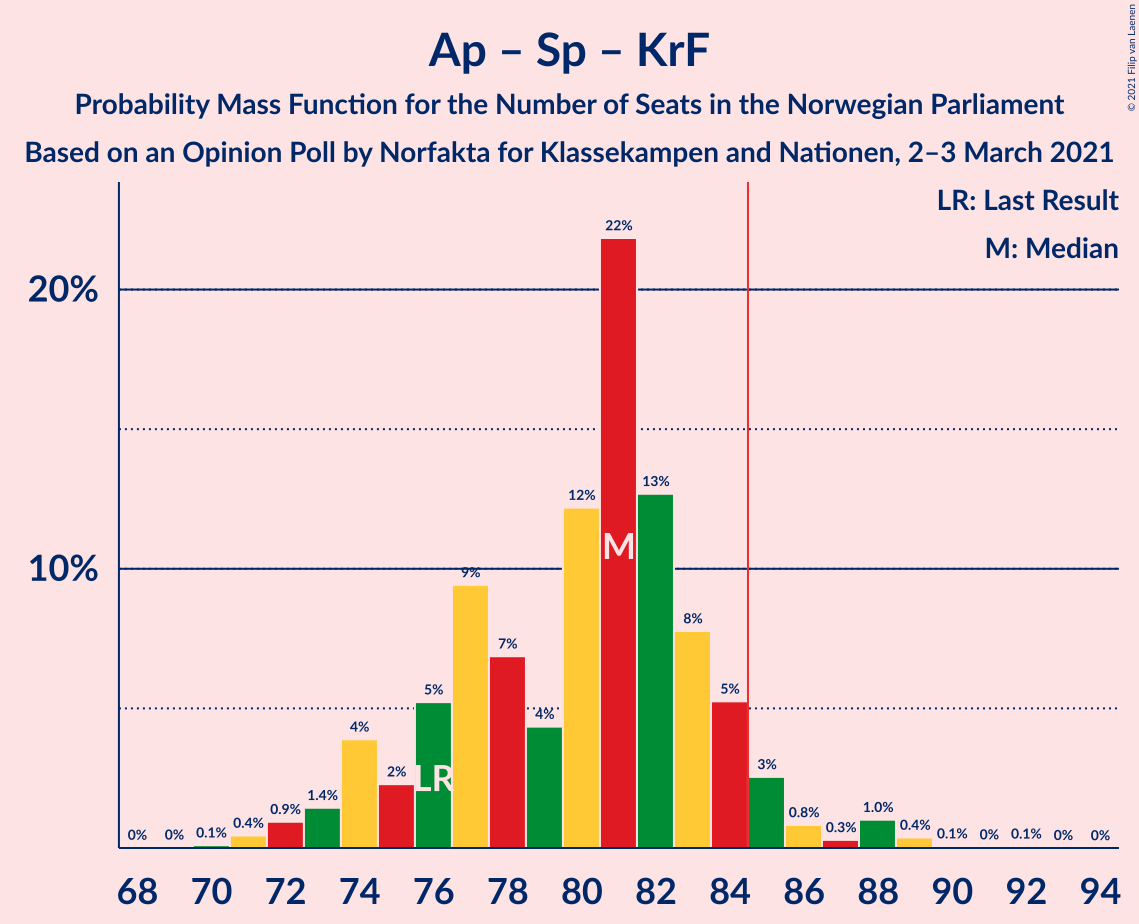 Ap – Sp – KrF
Probability Mass Function for the Number of Seats in the Norwegian Parliament
Based on an Opinion Poll by Norfakta for Klassekampen and Nationen, 2–3 March 2021
© 2021 Filip van Laenen
LR: Last Result
M: Median
20%
10%
0% 0% 0.1% 0.4% 0.9% 1.4% 4% 2% 5% 9% 7% 4% 12% 22% 13% 8% 5% 3% 0.8% 0.3% 1.0% 0.4% 0.1% 0% 0.1% 0% 0%
LR M
68 70 72 74 76 78 80 82 84 86 88 90 92 94